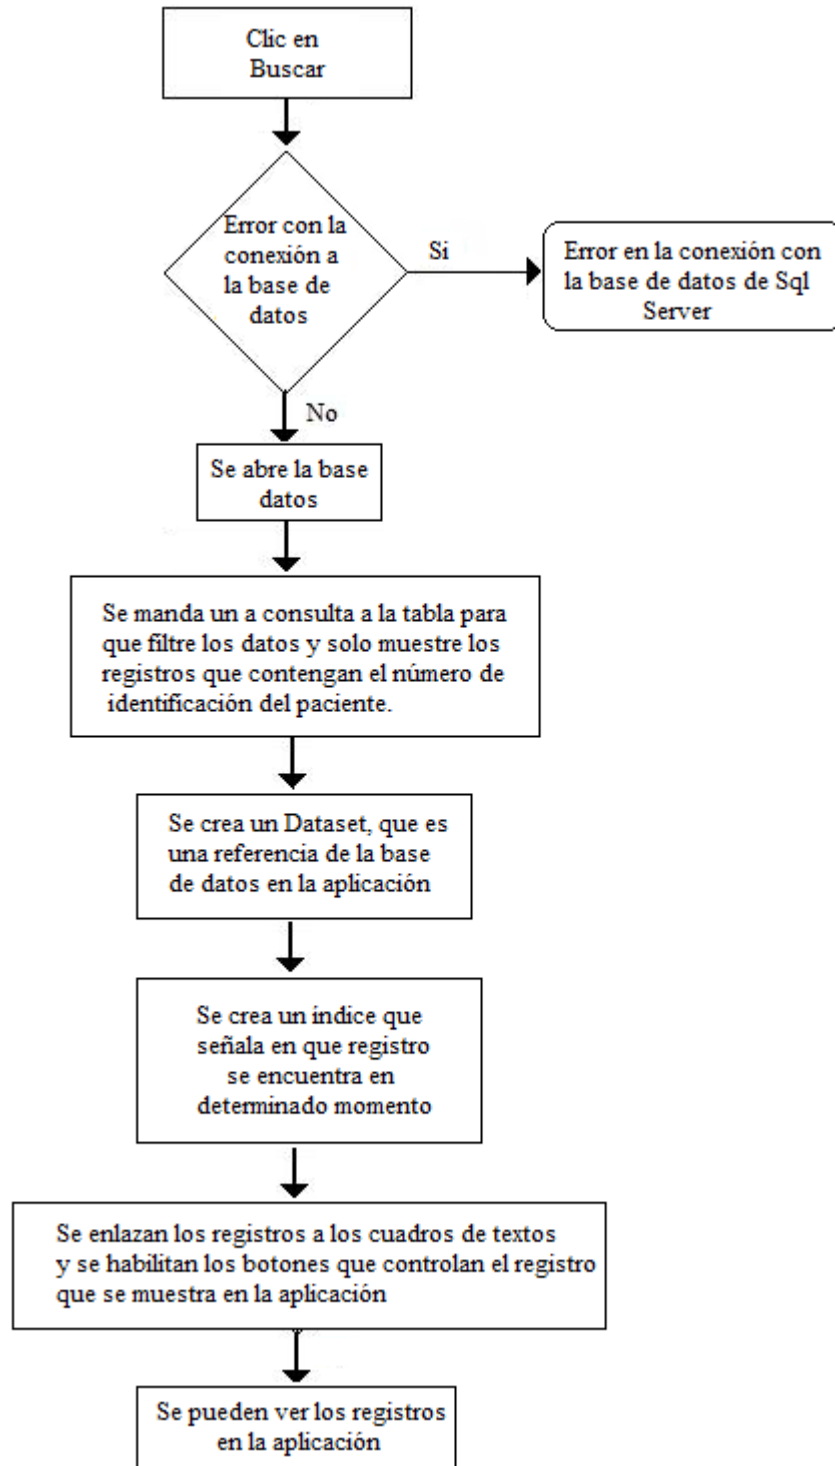 Clic en
Buscar
Error con la
conexión a
la base de
datos
Si
Error en la conexión con
la base de datos de Sql
Server
No
Se abre la base
datos
Se manda un a consulta a la tabla para
que filtre los datos y solo muestre los
registros que contengan el número de
identificación del paciente.
Se crea un Dataset, que es
una referencia de la base
de datos en la aplicación
Se crea un índice que
señala en que registro
se encuentra en
determinado momento
Se enlazan los registros a los cuadros de textos
y se habilitan los botones que controlan el registro
que se muestra en la aplicación
Se pueden ver los registros
en la aplicación